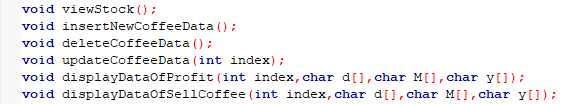 void viewStock();
void insertNewCoffeeData();
void deleteCoffeeData();
void updateCoffeeData(int index);
void displayDataOfProfit(int index,char d[],char M[],char y[]);
void displayDataOfSellCoffee(int index,char d[],char M[],char y[]);